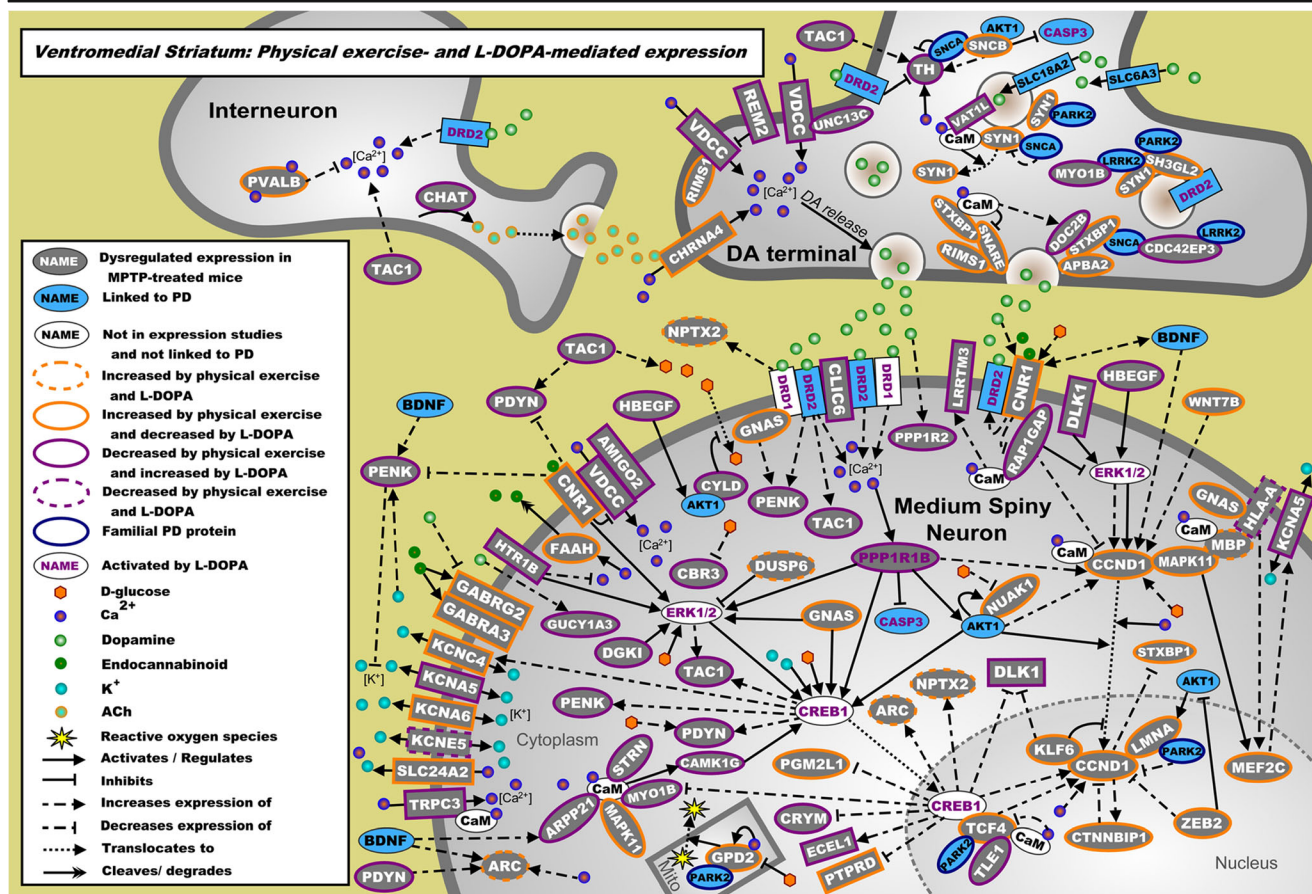 Ventromedial Striatum: Physical exercise- and L-DOPA-mediated expression
Interneuron
DRD2
[Ca2+]
PVALB
CHAT
TAC1
TAC1
TH
SNCA
AKT1
SNCB
CASP3
DRD2
SLC18A2
SLC6A3
VDCC
REM2
VDCC
UNC13C
RIMS1
VAT1L
CaM
SYN1
SYN1
PARK2
SNCA
SYN1
PARK2
LRRK2
SH3GL2
MYO1B
SYN1
DRD2
[Ca2+]
DA release
CaM
STXBP1
SNARE
RIMS1
DOC2B
STXBP1
SNCA
LRRK2
CDC42EP3
APBA2
CHRNA4
DA terminal
NAME
Dysregulated expression in
MPTP-treated mice
NAME
Linked to PD
NAME
Not in expression studies
and not linked to PD
Increased by physical exercise
and L-DOPA
Increased by physical exercise
and decreased by L-DOPA
Decreased by physical exercise
and increased by L-DOPA
Decreased by physical exercise
and L-DOPA
Familial PD protein
NAME
Activated by L-DOPA
D-glucose
Ca2+
Dopamine
Endocannabinoid
K+
ACh
Reactive oxygen species
Activates / Regulates
Inhibits
Increases expression of
Decreases expression of
Translocates to
Cleaves/ degrades
NPTX2
TAC1
BDNF
PDYN
HBEGF
PENK
AMIGO2
VDCC
CNR1
CYLD
AKT1
[Ca2+]
FAAH
HTR1B
CBR3
GABRG2
GABRA3
GUCY1A3
DGKI
ERK1/2
TAC1
DUSP6
GNAS
DRD1
DRD2
CLIC6
DRD2
DRD1
GNAS
PENK
TAC1
[Ca2+]
PPP1R2
LRRTM3
DRD2
CNR1
RAP1GAP
CaM
DLK1
HBEGF
BDNF
WNT7B
ERK1/2
Medium Spiny
Neuron
PPP1R1B
CASP3
AKT1
NUAK1
CaM
CCND1
MAPK11
CaM
MBP
GNAS
HLA-A
KCNA5
[K+]
KCNC4
KCNA5
KCNA6
[K+]
KCNE5
SLC24A2
TRPC3
[Ca2+]
CaM
Cytoplasm
BDNF
PDYN
ARC
PENK
PDYN
CREB1
STRN
CaM
CAMK1G
MYO1B
ARPP21
MAPK11
Mito
GPD2
PARK2
ARC
NPTX2
DLK1
STXBP1
AKT1
PGM2L1
CRYM
ECEL1
PTPRD
CREB1
TCF4
PARK2
TLE1
CaM
KLF6
CCND1
LMNA
PARK2
CTNNBIP1
ZEB2
MEF2C
Nucleus